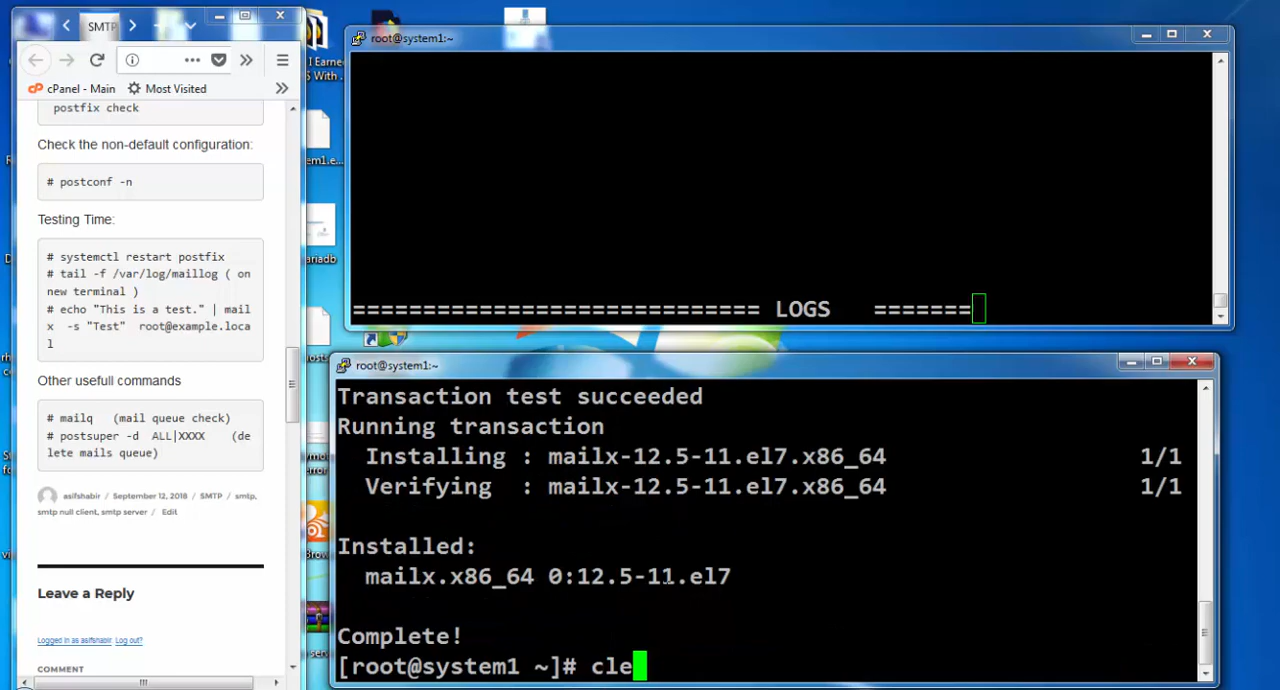 SMTP
cPanel - Main
Most Visited
postfix check
Check the non-default configuration:
# postconf -n
Testing Time:
# systemctl restart postfix
# tail -f /var/log/maillog ( on
new terminal )
# echo "This is a test." | mail
x -s "Test" root@example.loca
l
Other usefull commands
# mailq (mail queue check)
# postsuper -d ALL|XXXX (de
lete mails queue)
asifshabir / September 12, 2018 / SMTP / smtp,
smtp null client, smtp server / Edit
Leave a Reply
Logged in as asifshabir. Log out?
COMMENT
I Earned
root@system1:~
============================= LOGS =======
root@system1:~
Transaction test succeeded
Running transaction
Installing : mailx-12.5-11.el7.x86_64 1/1
Verifying : mailx-12.5-11.el7.x86_64 1/1
Installed:
mailx.x86_64 0:12.5-11.el7
Complete!
[root@system1 ~]# cle